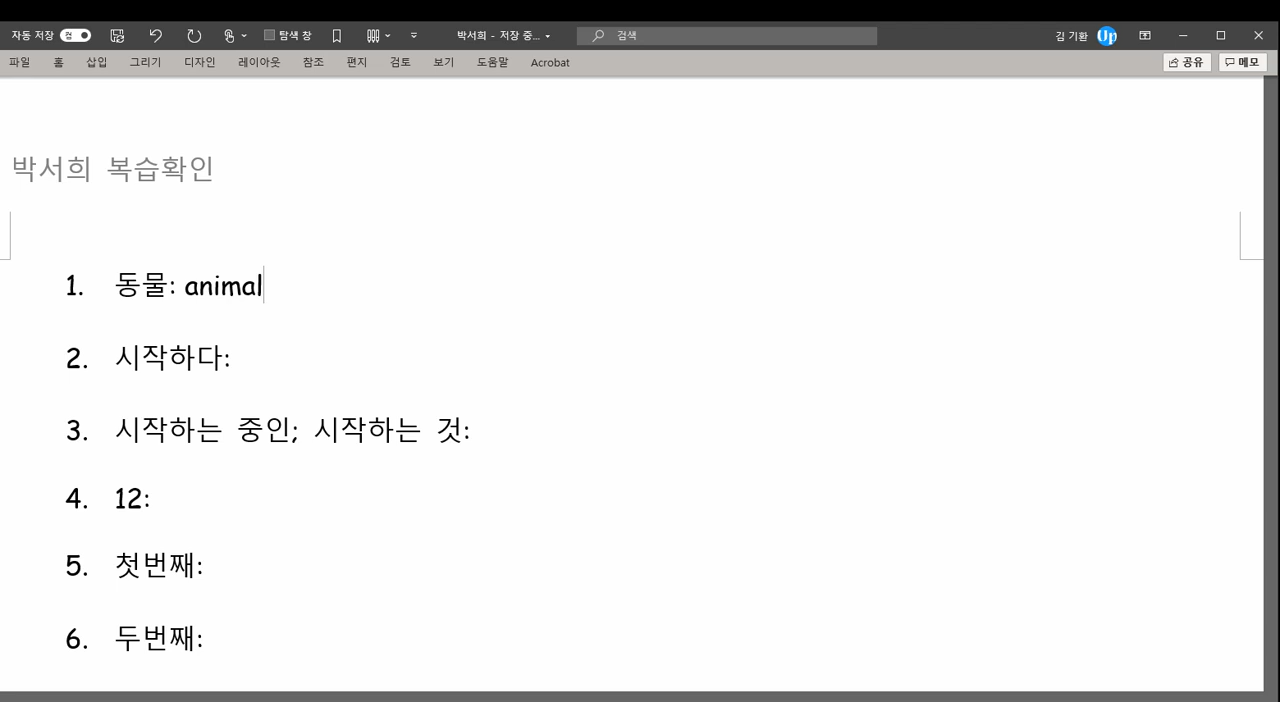 자동 저장 켬 탐색 창 박서희 - 저장 중... 검색 김 기환 Up
파일 홈 삽입 그리기 디자인 레이아웃 참조 편지 검토 보기 도움말 Acrobat 공유 메모
박서희 복습확인
1. 동물: animal
2. 시작하다:
3. 시작하는 중인; 시작하는 것:
4. 12:
5. 첫번째:
6. 두번째: